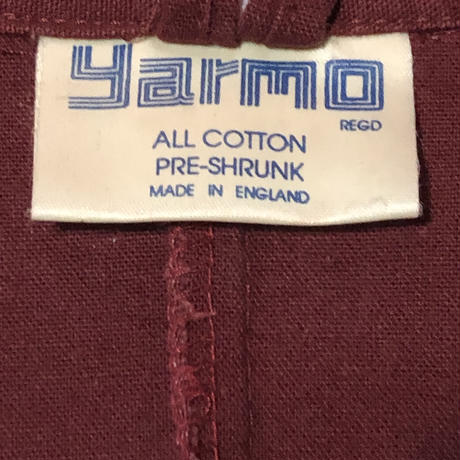 yarmo
REGD
ALL COTTON
PRE-SHRUNK
MADE IN ENGLAND